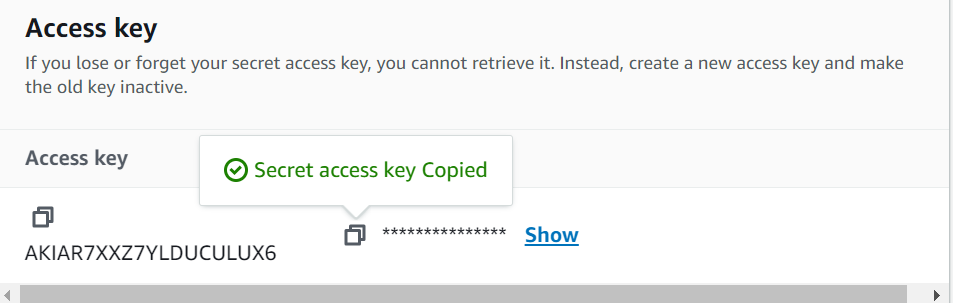 Access key
If you lose or forget your secret access key, you cannot retrieve it. Instead, create a new access key and make
the old key inactive.
Access key
Secret access key Copied
*************** Show
AKIAR7XXZ7YLDUCULUX6